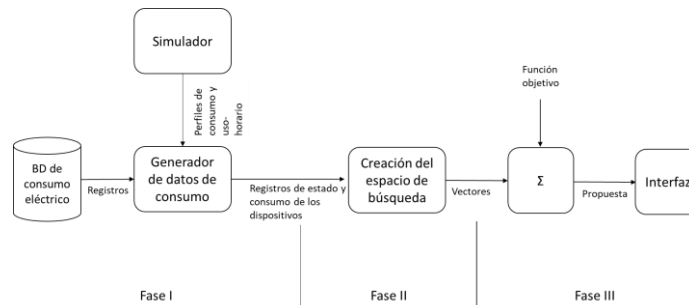 Simulador
Perfiles de
consumo y
uso-
horario
Función
objetivo
BD de
consumo
eléctrico
Registros
Generador
de datos de
consumo
Registros de estado y
consumo de los
dispositivos
Creación del
espacio de
búsqueda
Vectores
Σ
Propuesta
Interfaz
Fase I
Fase II
Fase III